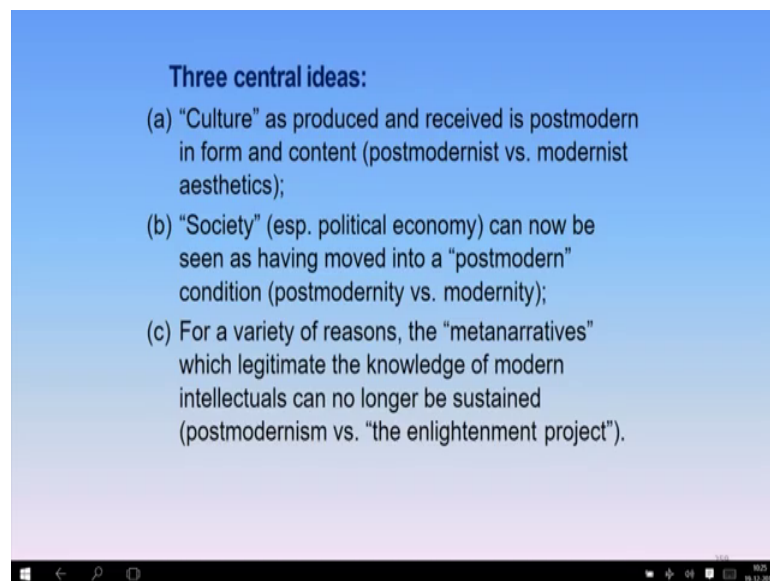 Three central ideas:
(a) “Culture” as produced and received is postmodern
in form and content (postmodernist vs. modernist
aesthetics);
(b) “Society” (esp. political economy) can now be
seen as having moved into a “postmodern”
condition (postmodernity vs. modernity);
(c) For a variety of reasons, the “metanarratives”
which legitimate the knowledge of modern
intellectuals can no longer be sustained
(postmodernism vs. “the enlightenment project”).
10:25